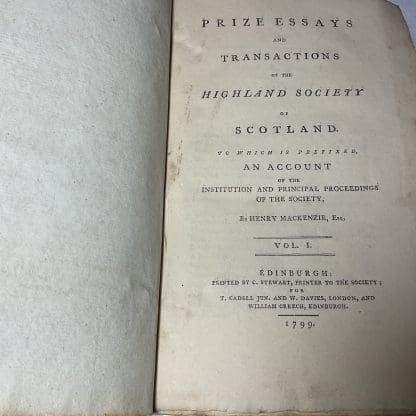 PRIZE ESSAYS
AND
TRANSACTIONS
OF THE
HIGHLAND SOCIETY
OF
SCOTLAND.
TO WHICH IS PREFIXED,
AN ACCOUNT
OF THE
INSTITUTION AND PRINCIPAL PROCEEDINGS
OF THE SOCIETY,
BY HENRY MACKENZIE, ESQ;
VOL. I.
EDINBURGH:
PRINTED BY C. STEWART, PRINTER TO THE SOCIETY;
FOR
T. CADELL JUN. AND W. DAVIES, LONDON, AND
WILLIAM CREECH, EDINBURGH.
1799.